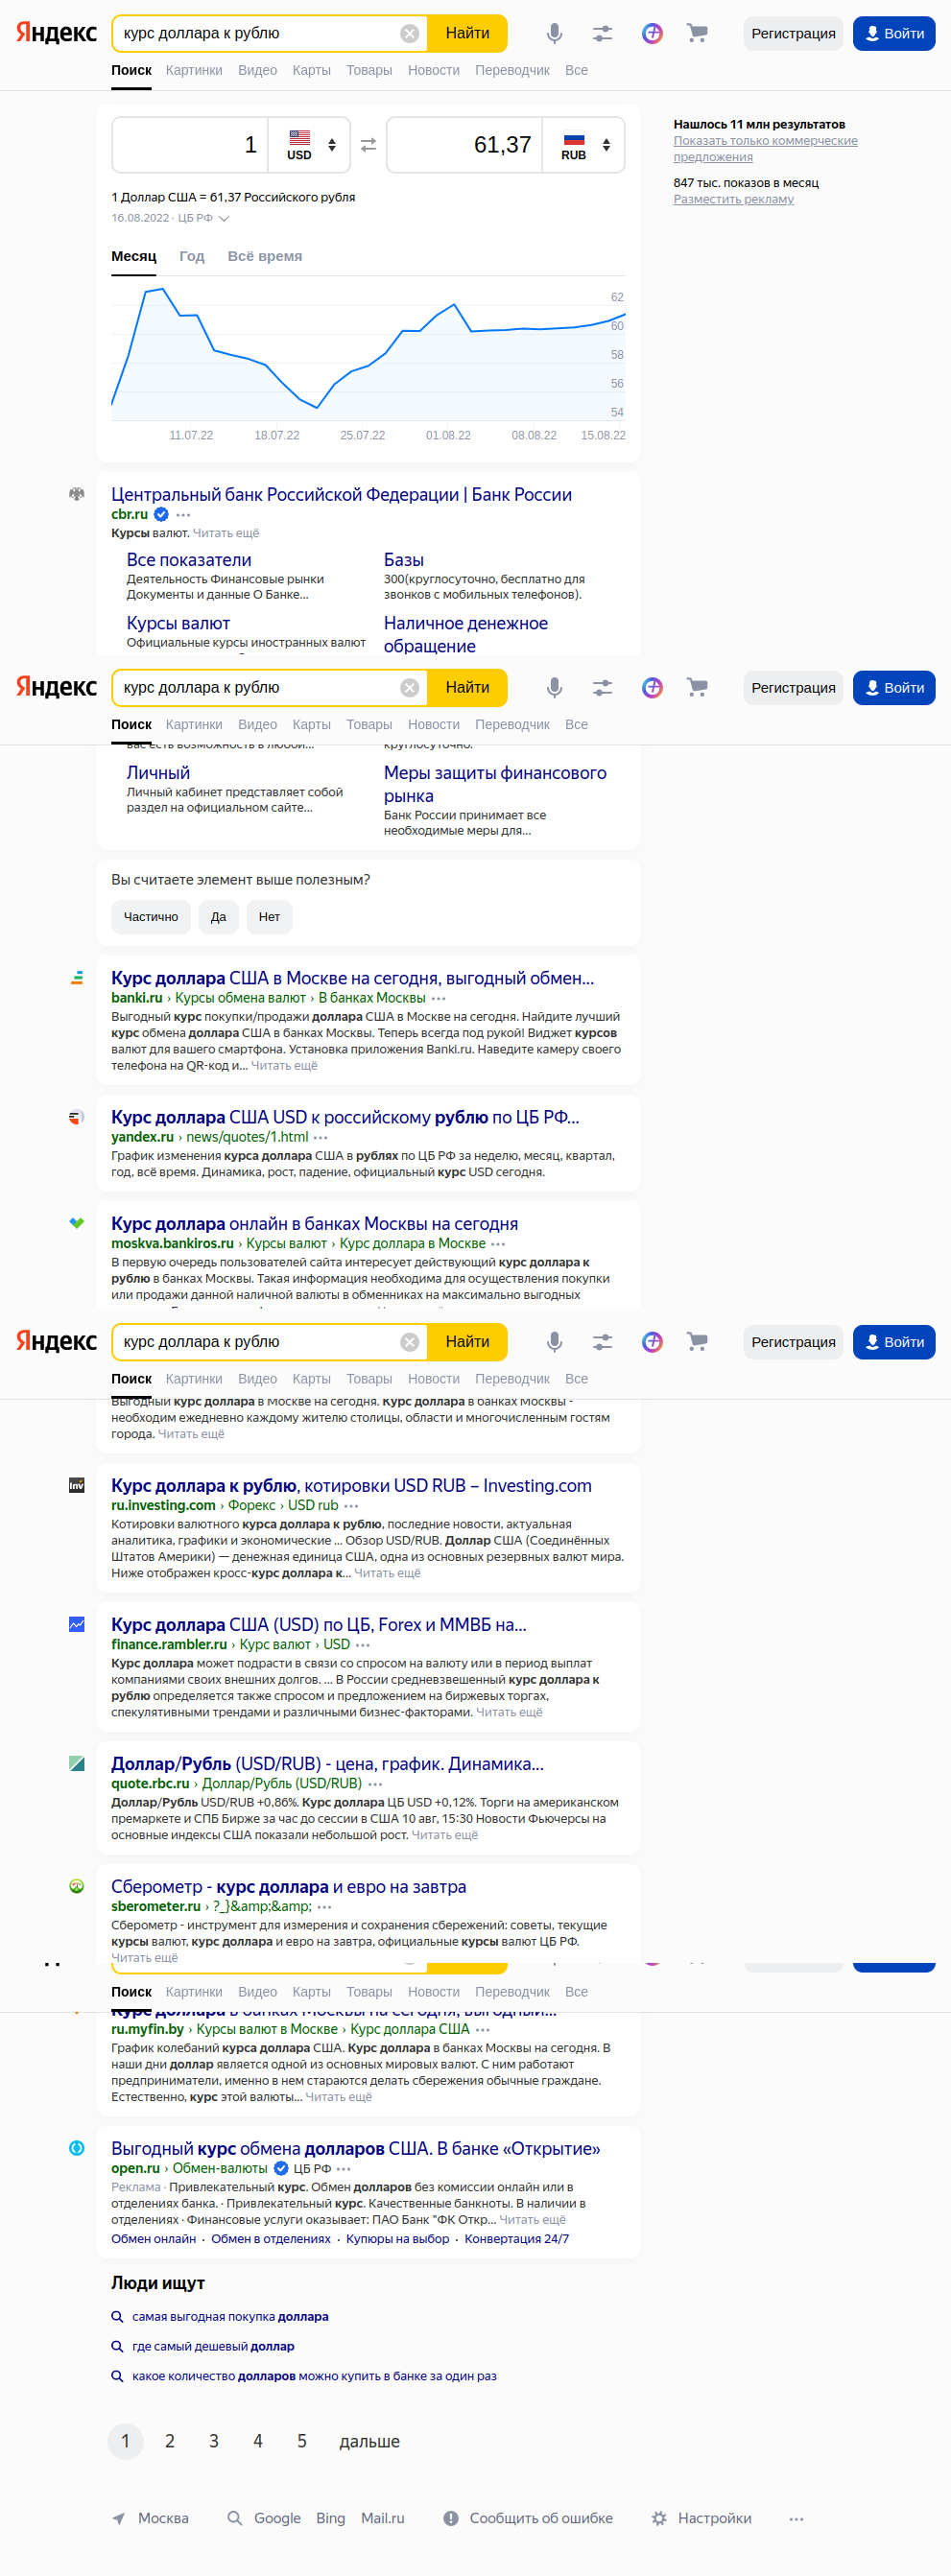 Яндекс
курс доллара к рублю
Найти
Регистрация
Войти
Поиск Картинки Видео Карты Товары Новости Переводчик Все
1
USD
61,37
RUB
1 Доллар США = 61,37 Российского рубля
16.08.2022 · ЦБ РФ
Месяц Год Всё время
62
60
58
56
54
11.07.22 18.07.22 25.07.22 01.08.22 08.08.22 15.08.22
Нашлось 11 млн результатов
Показать только коммерческие
предложения
847 тыс. показов в месяц
Разместить рекламу
Центральный банк Российской Федерации | Банк России
cbr.ru
Курсы валют. Читать ещё
Все показатели
Деятельность Финансовые рынки
Документы и данные О Банке...
Базы
300(круглосуточно, бесплатно для
звонков с мобильных телефонов).
Курсы валют
Официальные курсы иностранных валют
Наличное денежное
обращение
Яндекс
курс доллара к рублю
Найти
Регистрация
Войти
Поиск Картинки Видео Карты Товары Новости Переводчик Все
вас есть возможность в любой...
круглосуточно.
Личный
Личный кабинет представляет собой
раздел на официальном сайте...
Меры защиты финансового
рынка
Банк России принимает все
необходимые меры для...
Вы считаете элемент выше полезным?
Частично Да Нет
Курс доллара США в Москве на сегодня, выгодный обмен...
banki.ru › Курсы обмена валют › В банках Москвы
Выгодный курс покупки/продажи доллара США в Москве на сегодня. Найдите лучший
курс обмена доллара США в банках Москвы. Теперь всегда под рукой! Виджет курсов
валют для вашего смартфона. Установка приложения Banki.ru. Наведите камеру своего
телефона на QR-код и... Читать ещё
Курс доллара США USD к российскому рублю по ЦБ РФ...
yandex.ru › news/quotes/1.html
График изменения курса доллара США в рублях по ЦБ РФ за неделю, месяц, квартал,
год, всё время. Динамика, рост, падение, официальный курс USD сегодня.
Курс доллара онлайн в банках Москвы на сегодня
moskva.bankiros.ru › Курсы валют › Курс доллара в Москве
В первую очередь пользователей сайта интересует действующий курс доллара к
рублю в банках Москвы. Такая информация необходима для осуществления покупки
или продажи данной наличной валюты в обменниках на максимально выгодных
Яндекс
курс доллара к рублю
Найти
Регистрация
Войти
Поиск Картинки Видео Карты Товары Новости Переводчик Все
Выгодный курс доллара в Москве на сегодня. Курс доллара в банках Москвы -
необходим ежедневно каждому жителю столицы, области и многочисленным гостям
города. Читать ещё
Inv
Курс доллара к рублю, котировки USD RUB – Investing.com
ru.investing.com › Форекс › USD rub
Котировки валютного курса доллара к рублю, последние новости, актуальная
аналитика, графики и экономические ... Обзор USD/RUB. Доллар США (Соединённых
Штатов Америки) — денежная единица США, одна из основных резервных валют мира.
Ниже отображен кросс-курс доллара к... Читать ещё
Курс доллара США (USD) по ЦБ, Forex и ММВБ на...
finance.rambler.ru › Курс валют › USD
Курс доллара может подрасти в связи со спросом на валюту или в период выплат
компаниями своих внешних долгов. ... В России средневзвешенный курс доллара к
рублю определяется также спросом и предложением на биржевых торгах,
спекулятивными трендами и различными бизнес-факторами. Читать ещё
Доллар/Рубль (USD/RUB) - цена, график. Динамика...
quote.rbc.ru › Доллар/Рубль (USD/RUB)
Доллар/Рубль USD/RUB +0,86%. Курс доллара ЦБ USD +0,12%. Торги на американском
премаркете и СПБ Бирже за час до сессии в США 10 авг, 15:30 Новости Фьючерсы на
основные индексы США показали небольшой рост. Читать ещё
Сберометр - курс доллара и евро на завтра
sberometer.ru › ?_}&amp;&amp;
Сберометр - инструмент для измерения и сохранения сбережений: советы, текущие
курсы валют, курс доллара и евро на завтра, официальные курсы валют ЦБ РФ.
Читать ещё
Поиск Картинки Видео Карты Товары Новости Переводчик Все
Курс доллара в банках Москвы на сегодня, выгодный...
ru.myfin.by › Курсы валют в Москве › Курс доллара США
График колебаний курса доллара США. Курс доллара в банках Москвы на сегодня. В
наши дни доллар является одной из основных мировых валют. С ним работают
предприниматели, именно в нем стараются делать сбережения обычные граждане.
Естественно, курс этой валюты... Читать ещё
Выгодный курс обмена долларов США. В банке «Открытие»
open.ru › Обмен-валюты ЦБ РФ
Реклама · Привлекательный курс. Обмен долларов без комиссии онлайн или в
отделениях банка. · Привлекательный курс. Качественные банкноты. В наличии в
отделениях · Финансовые услуги оказывает: ПАО Банк "ФК Откр... Читать ещё
Обмен онлайн · Обмен в отделениях · Купюры на выбор · Конвертация 24/7
Люди ищут
самая выгодная покупка доллара
где самый дешевый доллар
какое количество долларов можно купить в банке за один раз
1 2 3 4 5 дальше
Москва Google Bing Mail.ru Сообщить об ошибке Настройки